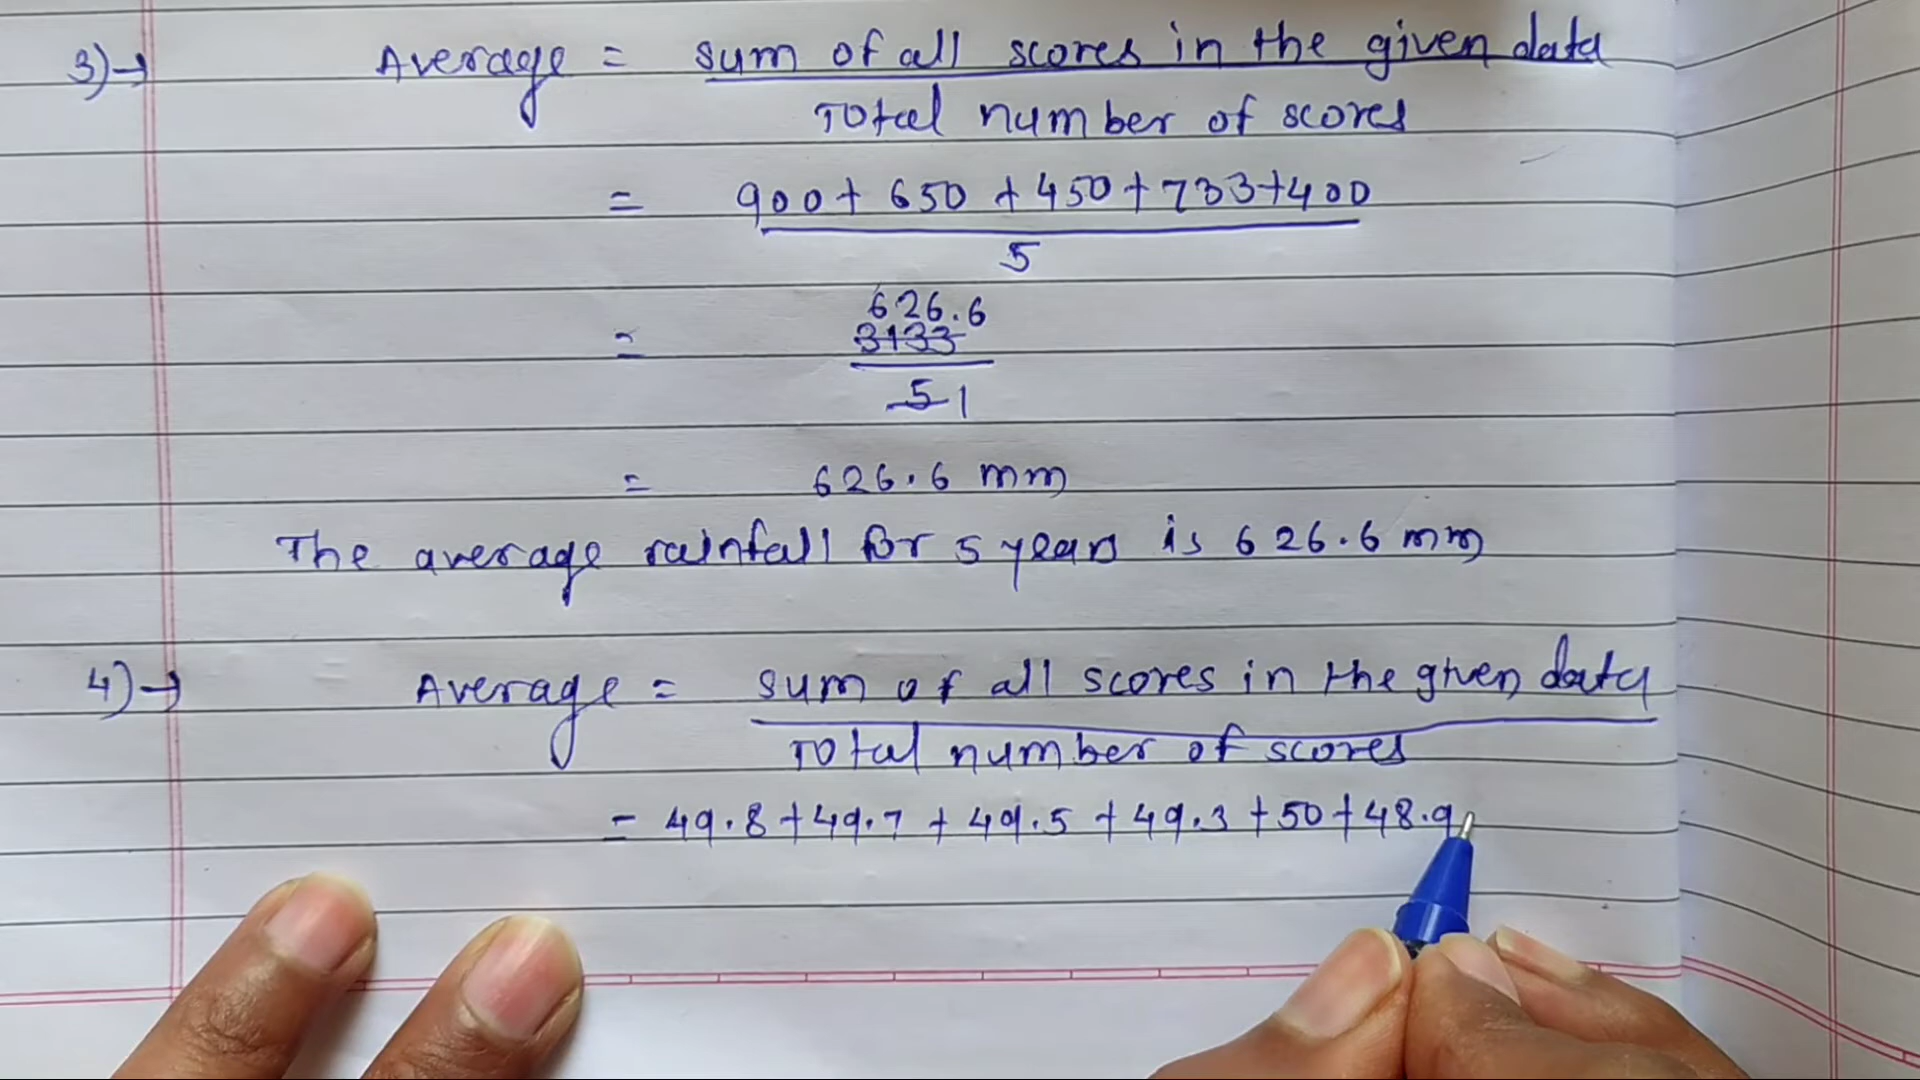 3)→ Average = sum of all scores in the given data
Total number of scores
= 900+ 650 + 450+ 733+400
5
626.6
= 3133
5 1
= 626.6 mm
The average rainfall for 5 years is 626.6 mm
4)→ Average = sum of all scores in the given data
Total number of scores
= 49.8+49.7 + 49.5 + 49.3 +50+48.9